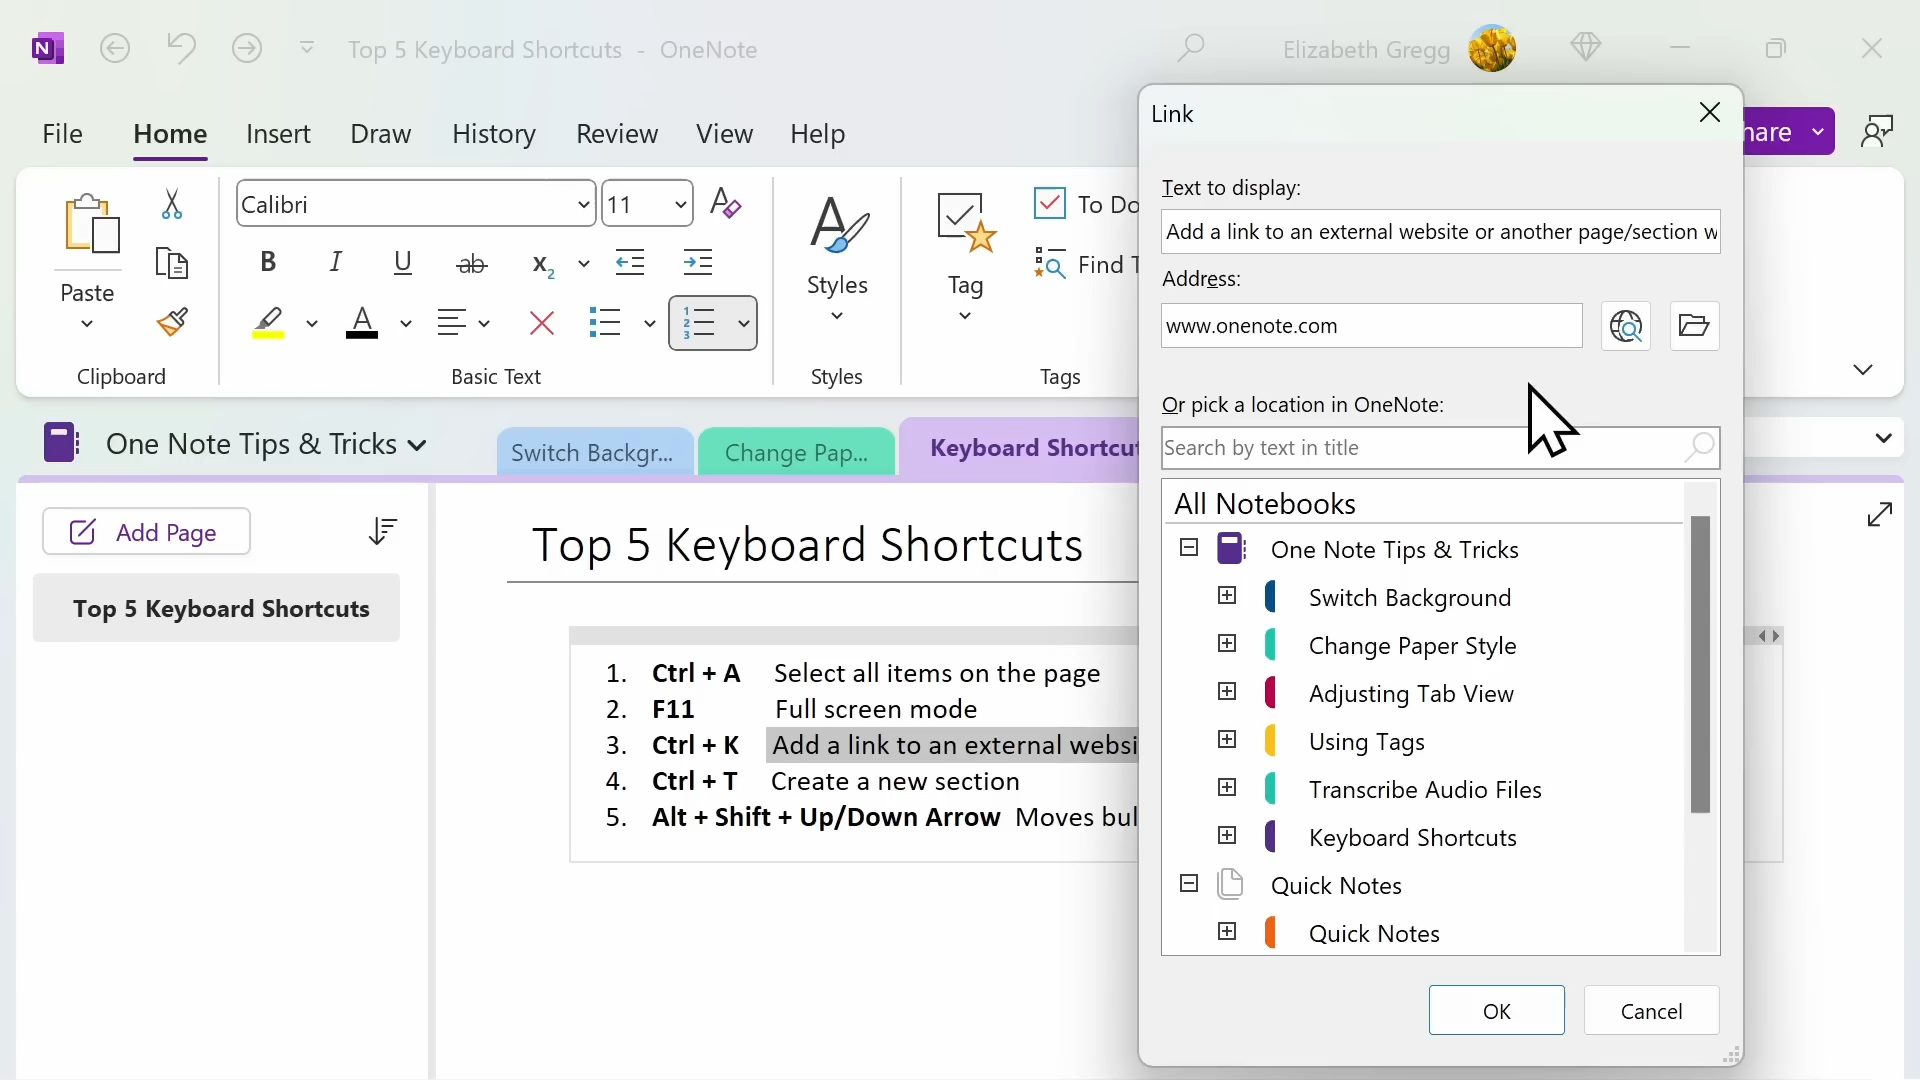 N
Top 5 Keyboard Shortcuts - OneNote
Elizabeth Gregg
File Home Insert Draw History Review View Help
hare
Calibri
11
To Do
B I U ab x2
Find T
Paste
Styles
Tag
A
1
2
3
Clipboard
Basic Text
Styles
Tags
One Note Tips & Tricks
Switch Backgr...
Change Pap...
Keyboard Shortcut
Add Page
Top 5 Keyboard Shortcuts
Top 5 Keyboard Shortcuts
1. Ctrl + A Select all items on the page
2. F11 Full screen mode
3. Ctrl + K Add a link to an external websi
4. Ctrl + T Create a new section
5. Alt + Shift + Up/Down Arrow Moves bul
Link
Text to display:
Add a link to an external website or another page/section w
Address:
www.onenote.com
Or pick a location in OneNote:
Search by text in title
All Notebooks
One Note Tips & Tricks
Switch Background
Change Paper Style
Adjusting Tab View
Using Tags
Transcribe Audio Files
Keyboard Shortcuts
Quick Notes
Quick Notes
OK
Cancel